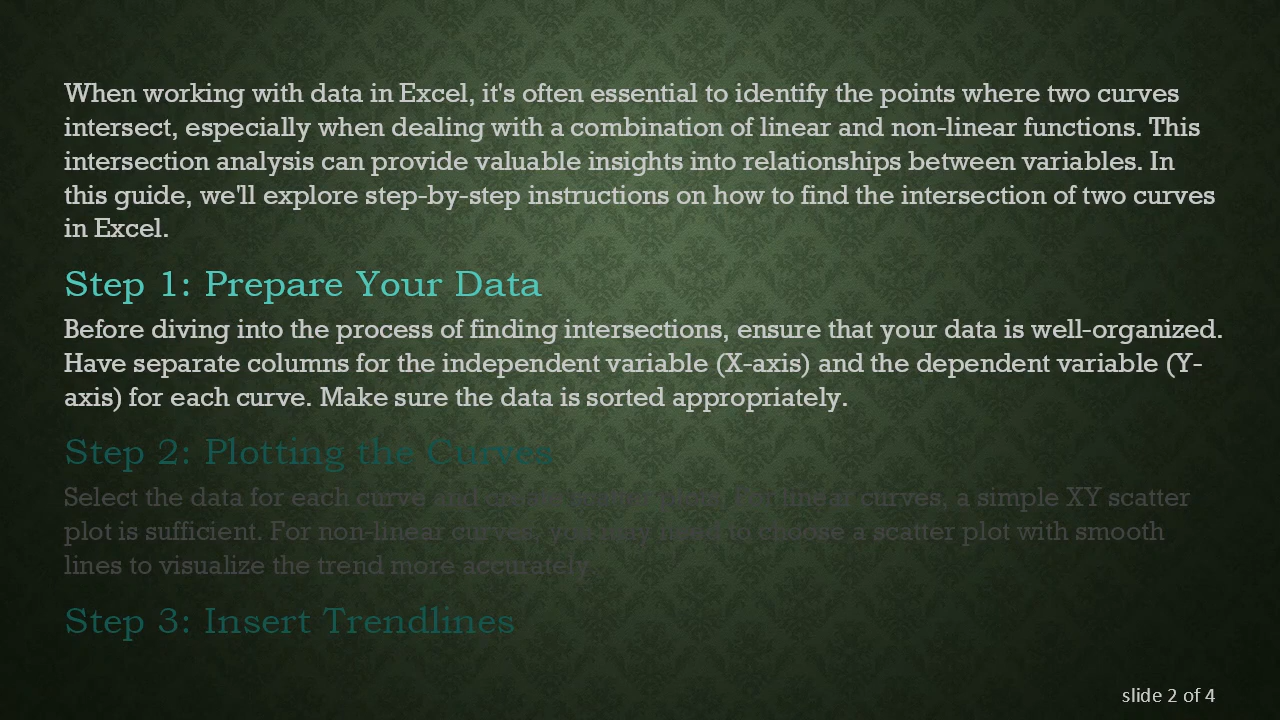 When working with data in Excel, it's often essential to identify the points where two curves
intersect, especially when dealing with a combination of linear and non-linear functions. This
intersection analysis can provide valuable insights into relationships between variables. In
this guide, we'll explore step-by-step instructions on how to find the intersection of two curves
in Excel.
Step 1: Prepare Your Data
Before diving into the process of finding intersections, ensure that your data is well-organized.
Have separate columns for the independent variable (X-axis) and the dependent variable (Y-
axis) for each curve. Make sure the data is sorted appropriately.
Step 2: Plotting the Curves
Select the data for each curve and linear curves, a simple XY scatter
plot is sufficient. For non-linear curves, you may need to choose a scatter plot with smooth
lines to visualize the trend more accurately.
Step 3: Insert Trendlines
slide 2 of 4